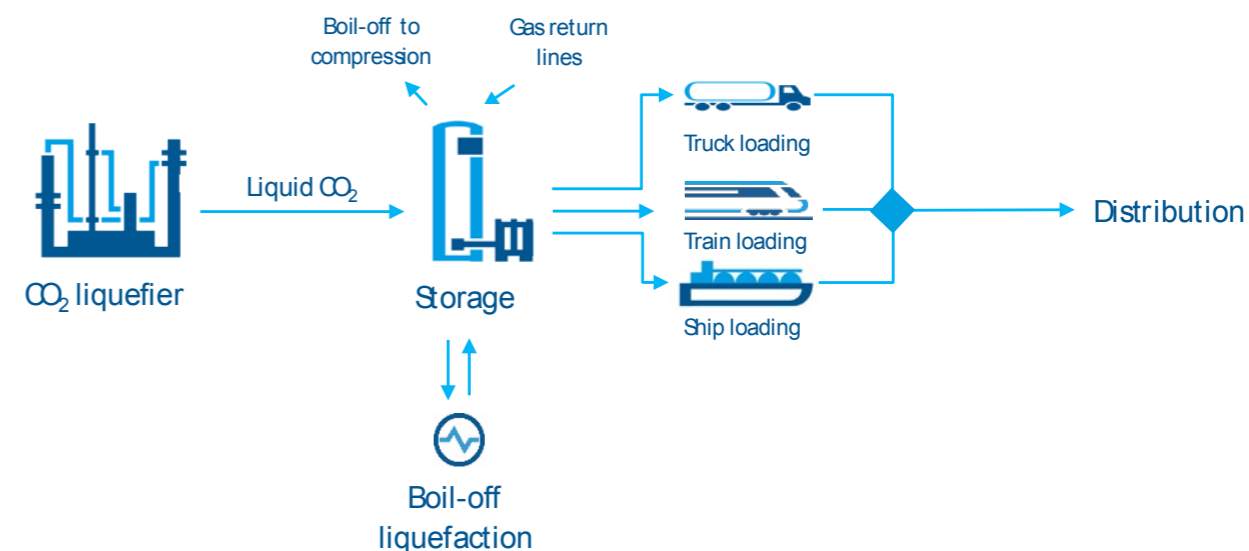 Boil-off to
compression
Gas return
lines
Truck loading
Liquid CO₂
Train loading
Distribution
CO₂ liquefier
Storage
Ship loading
Boil-off
liquefaction